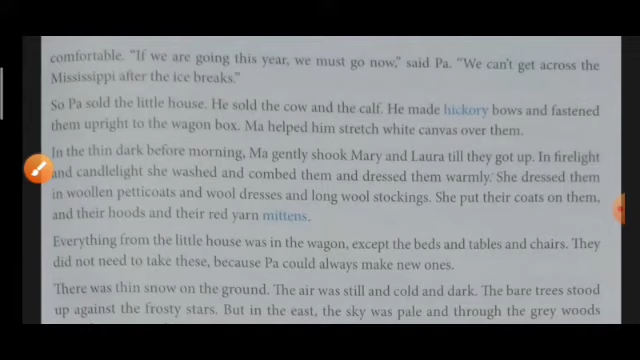 comfortable. "If we are going this year, we must go now," said Pa. "We can't get across the
Mississippi after the ice breaks."
So Pa sold the little house. He sold the cow and the calf. He made hickory bows and fastened
them upright to the wagon box. Ma helped him stretch white canvas over them.
In the thin dark before morning, Ma gently shook Mary and Laura till they got up. In firelight
and candlelight she washed and combed them and dressed them warmly. She dressed them
in woollen petticoats and wool dresses and long wool stockings. She put their coats on them,
and their hoods and their red yarn mittens.
Everything from the little house was in the wagon, except the beds and tables and chairs. They
did not need to take these, because Pa could always make new ones.
There was thin snow on the ground. The air was still and cold and dark. The bare trees stood
up against the frosty stars. But in the east, the sky was pale and through the grey woods